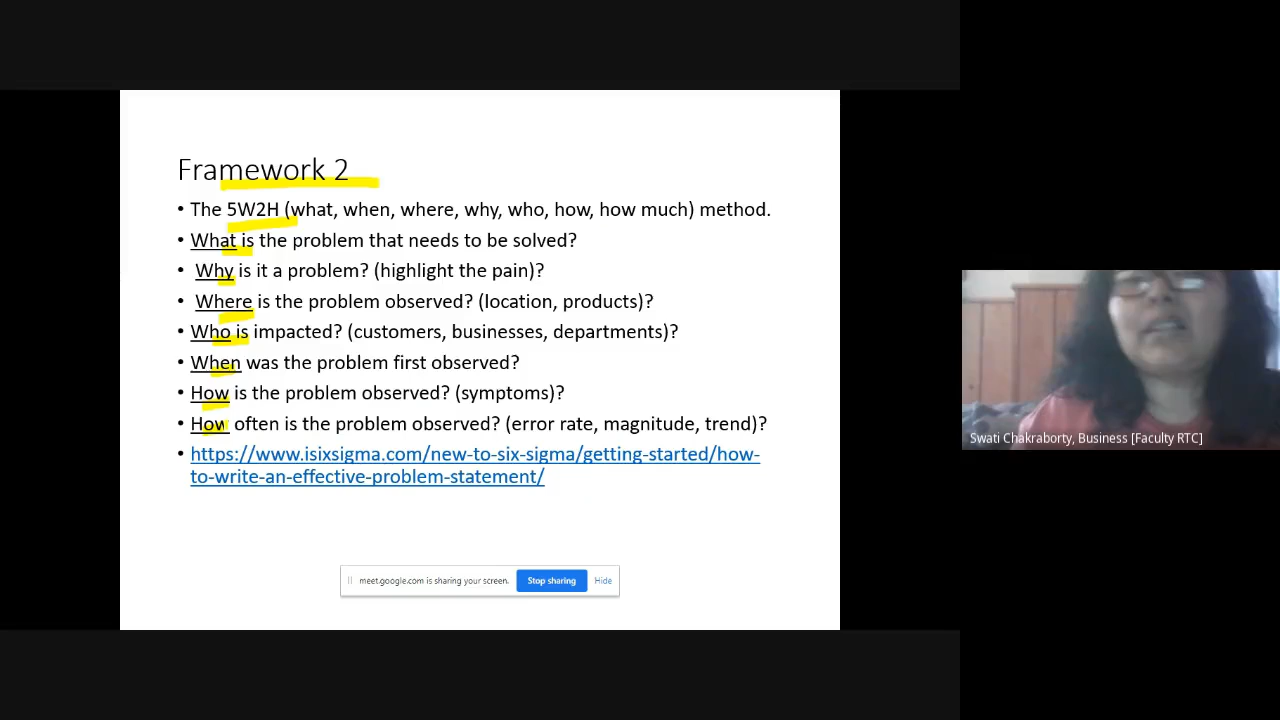 Framework 2
• The 5W2H (what, when, where, why, who, how, how much) method.
• What is the problem that needs to be solved?
• Why is it a problem? (highlight the pain)?
• Where is the problem observed? (location, products)?
• Who is impacted? (customers, businesses, departments)?
• When was the problem first observed?
• How is the problem observed? (symptoms)?
• How often is the problem observed? (error rate, magnitude, trend)?
• https://www.isixsigma.com/new-to-six-sigma/getting-started/how-
to-write-an-effective-problem-statement/
meet.google.com is sharing your screen. Stop sharing Hide
Swati Chakraborty, Business [Faculty RTC]